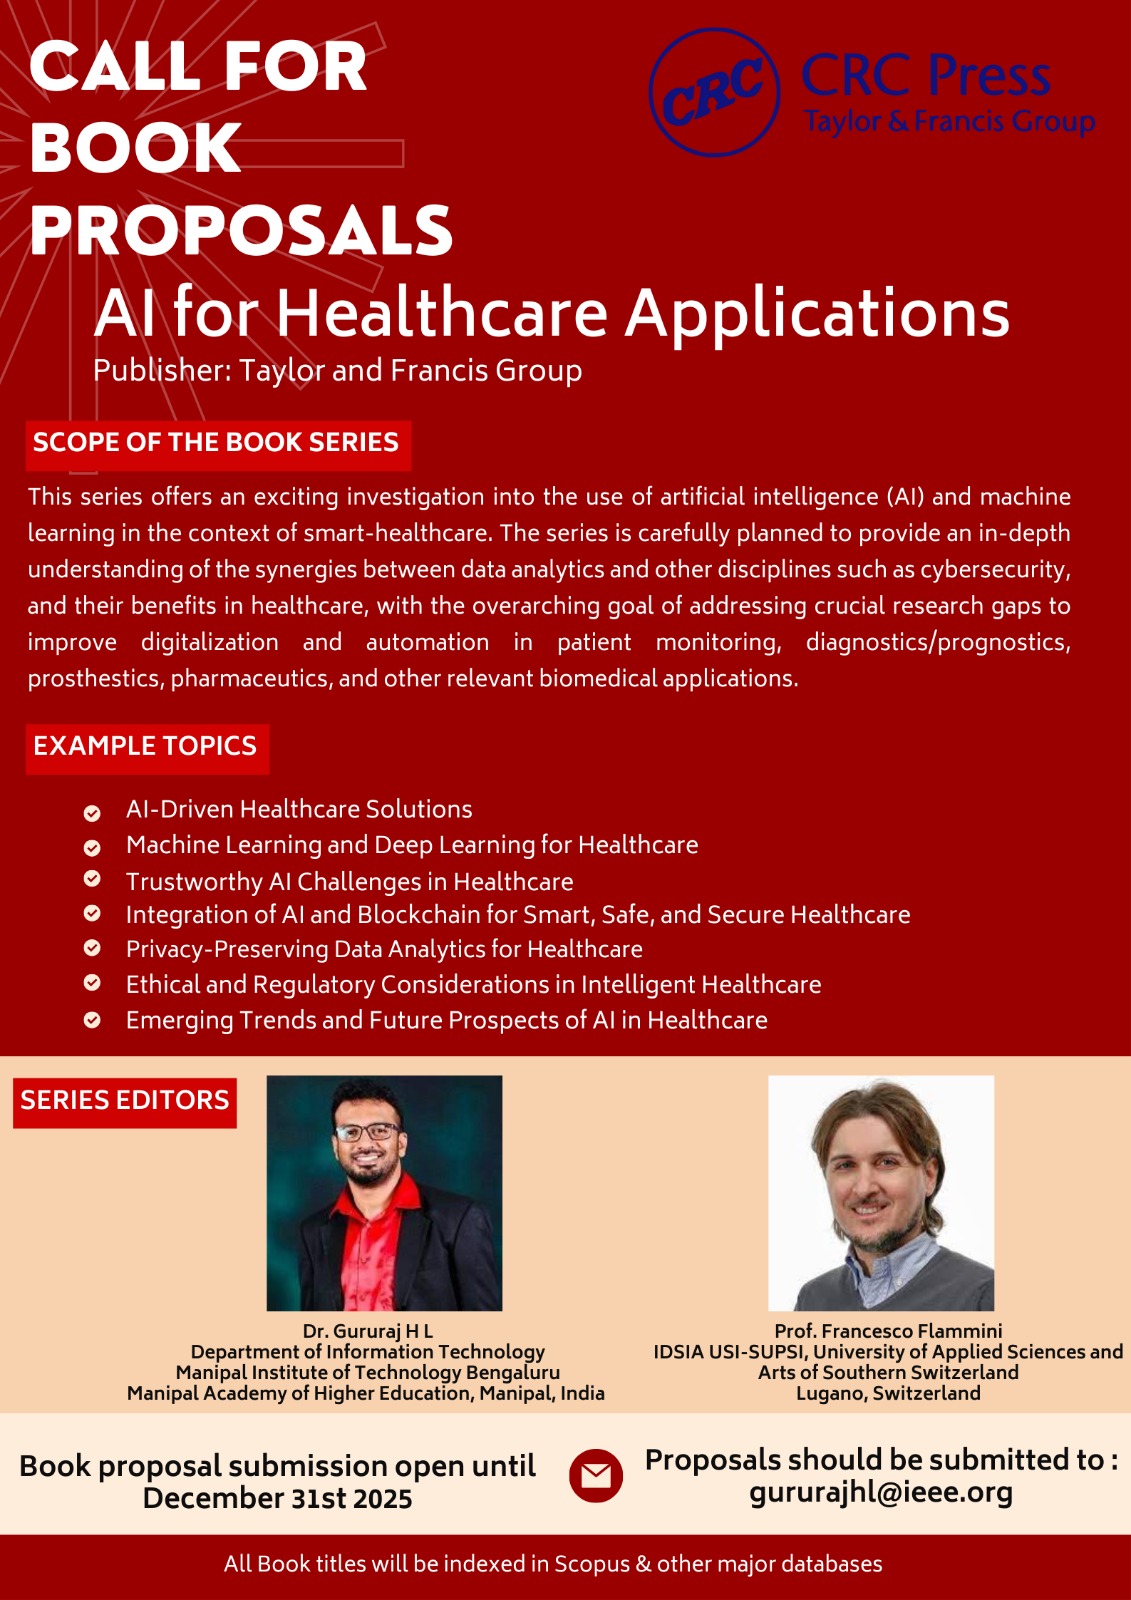 CALL FOR
BOOK
PROPOSALS
CRC
CRC Press
Taylor & Francis Group
AI for Healthcare Applications
Publisher: Taylor and Francis Group
SCOPE OF THE BOOK SERIES
This series offers an exciting investigation into the use of artificial intelligence (AI) and machine
learning in the context of smart-healthcare. The series is carefully planned to provide an in-depth
understanding of the synergies between data analytics and other disciplines such as cybersecurity,
and their benefits in healthcare, with the overarching goal of addressing crucial research gaps to
improve digitalization and automation in patient monitoring, diagnostics/prognostics,
prosthestics, pharmaceutics, and other relevant biomedical applications.
EXAMPLE TOPICS
AI-Driven Healthcare Solutions
Machine Learning and Deep Learning for Healthcare
Trustworthy AI Challenges in Healthcare
Integration of AI and Blockchain for Smart, Safe, and Secure Healthcare
Privacy-Preserving Data Analytics for Healthcare
Ethical and Regulatory Considerations in Intelligent Healthcare
Emerging Trends and Future Prospects of AI in Healthcare
SERIES EDITORS
Dr. Gururaj H L
Department of Information Technology
Manipal Institute of Technology Bengaluru
Manipal Academy of Higher Education, Manipal, India
Prof. Francesco Flammini
IDSIA USI-SUPSI, University of Applied Sciences and
Arts of Southern Switzerland
Lugano, Switzerland
Book proposal submission open until
December 31st 2025
Proposals should be submitted to :
gururajhl@ieee.org
All Book titles will be indexed in Scopus & other major databases